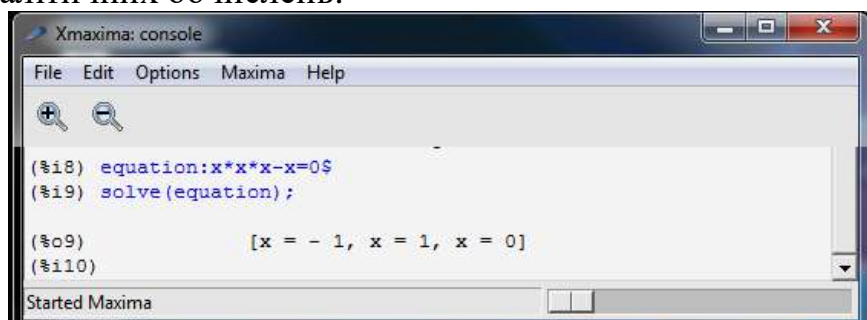 Xmaxima: console
File Edit Options Maxima Help
(%i8) equation:x*x*x-x=0$
(%i9) solve(equation);
(%o9) [x = - 1, x = 1, x = 0]
(%i10)
Started Maxima